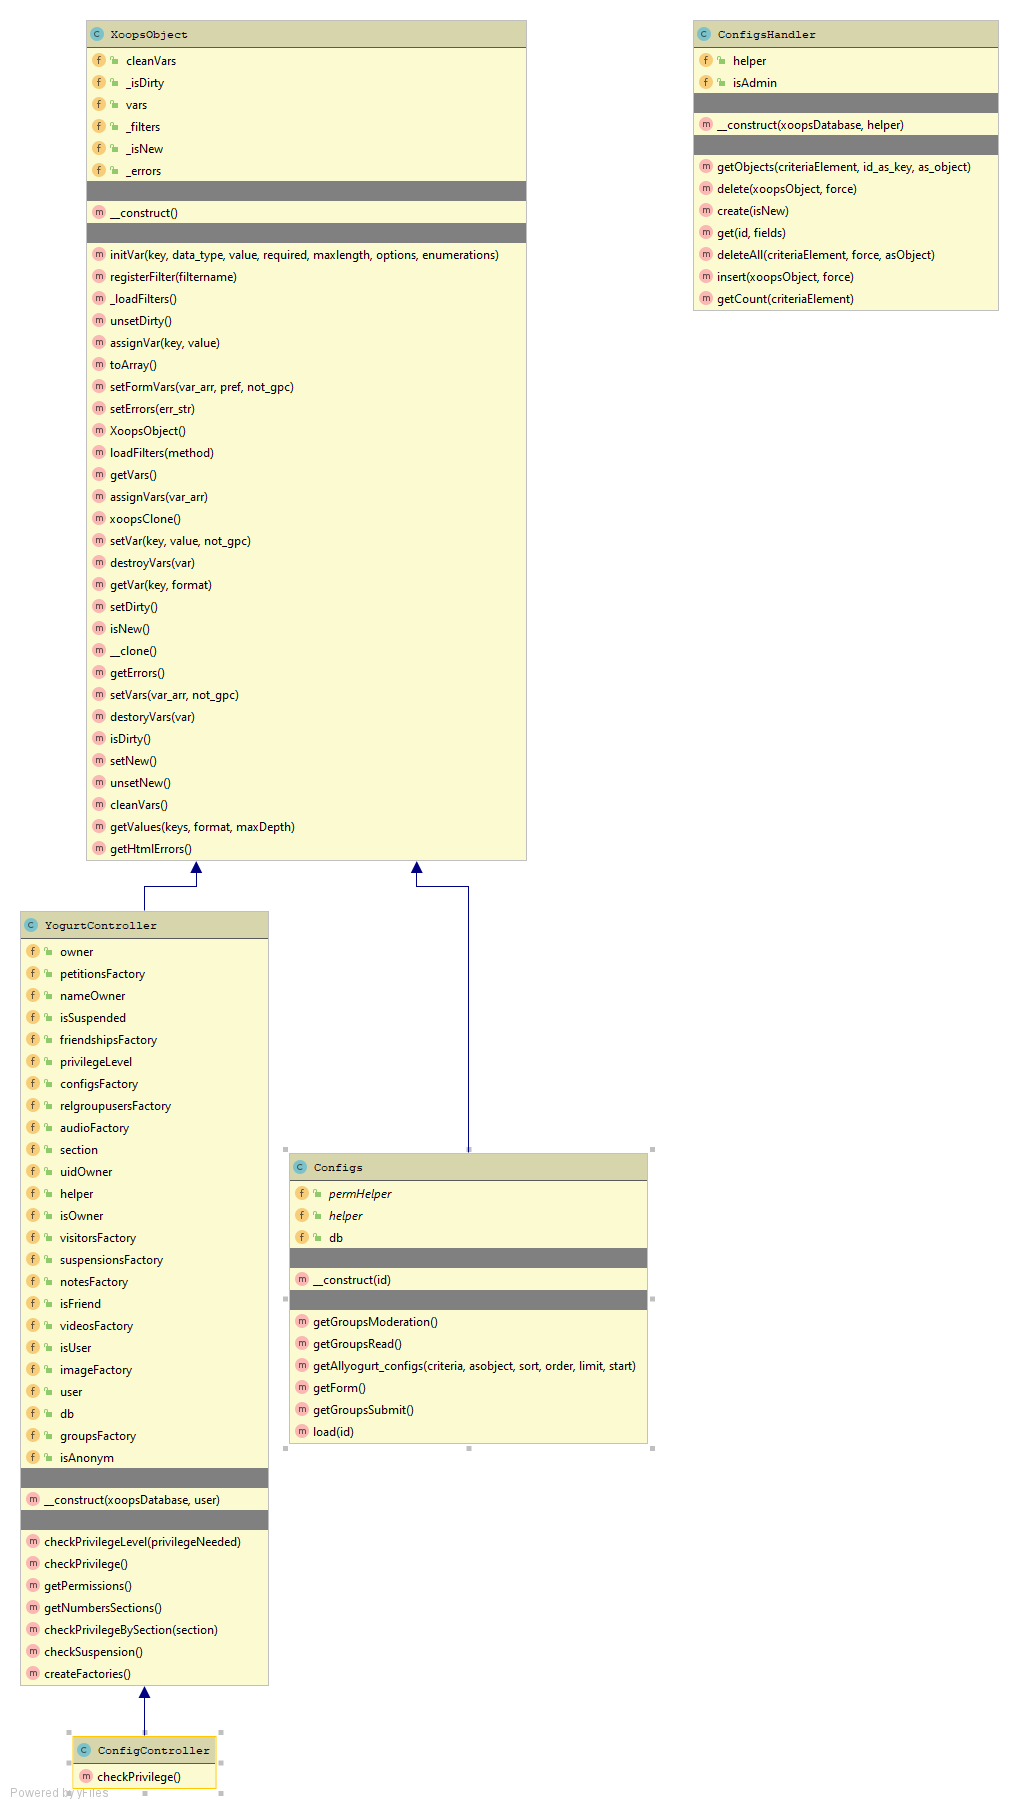 XoopsObject
cleanVars
_isDirty
vars
_filters
_isNew
_errors
__construct()
initVar(key, data_type, value, required, maxlength, options, enumerations)
registerFilter(filtername)
_loadFilters()
unsetDirty()
assignVar(key, value)
toArray()
setFormVars(var_arr, pref, not_gpc)
setErrors(err_str)
XoopsObject()
loadFilters(method)
getVars()
assignVars(var_arr)
xoopsClone()
setVar(key, value, not_gpc)
destroyVars(var)
getVar(key, format)
setDirty()
isNew()
__clone()
getErrors()
setVars(var_arr, not_gpc)
destoryVars(var)
isDirty()
setNew()
unsetNew()
cleanVars()
getValues(keys, format, maxDepth)
getHtmlErrors()
ConfigsHandler
helper
isAdmin
__construct(xoopsDatabase, helper)
getObjects(criteriaElement, id_as_key, as_object)
delete(xoopsObject, force)
create(isNew)
get(id, fields)
deleteAll(criteriaElement, force, asObject)
insert(xoopsObject, force)
getCount(criteriaElement)
YogurtController
owner
petitionsFactory
nameOwner
isSuspended
friendshipsFactory
privilegeLevel
configsFactory
relgroupusersFactory
audioFactory
section
uidOwner
helper
isOwner
visitorsFactory
suspensionsFactory
notesFactory
isFriend
videosFactory
isUser
imageFactory
user
db
groupsFactory
isAnonym
__construct(xoopsDatabase, user)
checkPrivilegeLevel(privilegeNeeded)
checkPrivilege()
getPermissions()
getNumbersSections()
checkPrivilegeBySection(section)
checkSuspension()
createFactories()
Configs
permHelper
helper
db
__construct(id)
getGroupsModeration()
getGroupsRead()
getAllyogurt_configs(criteria, asobject, sort, order, limit, start)
getForm()
getGroupsSubmit()
load(id)
ConfigController
checkPrivilege()
Powered by yFiles